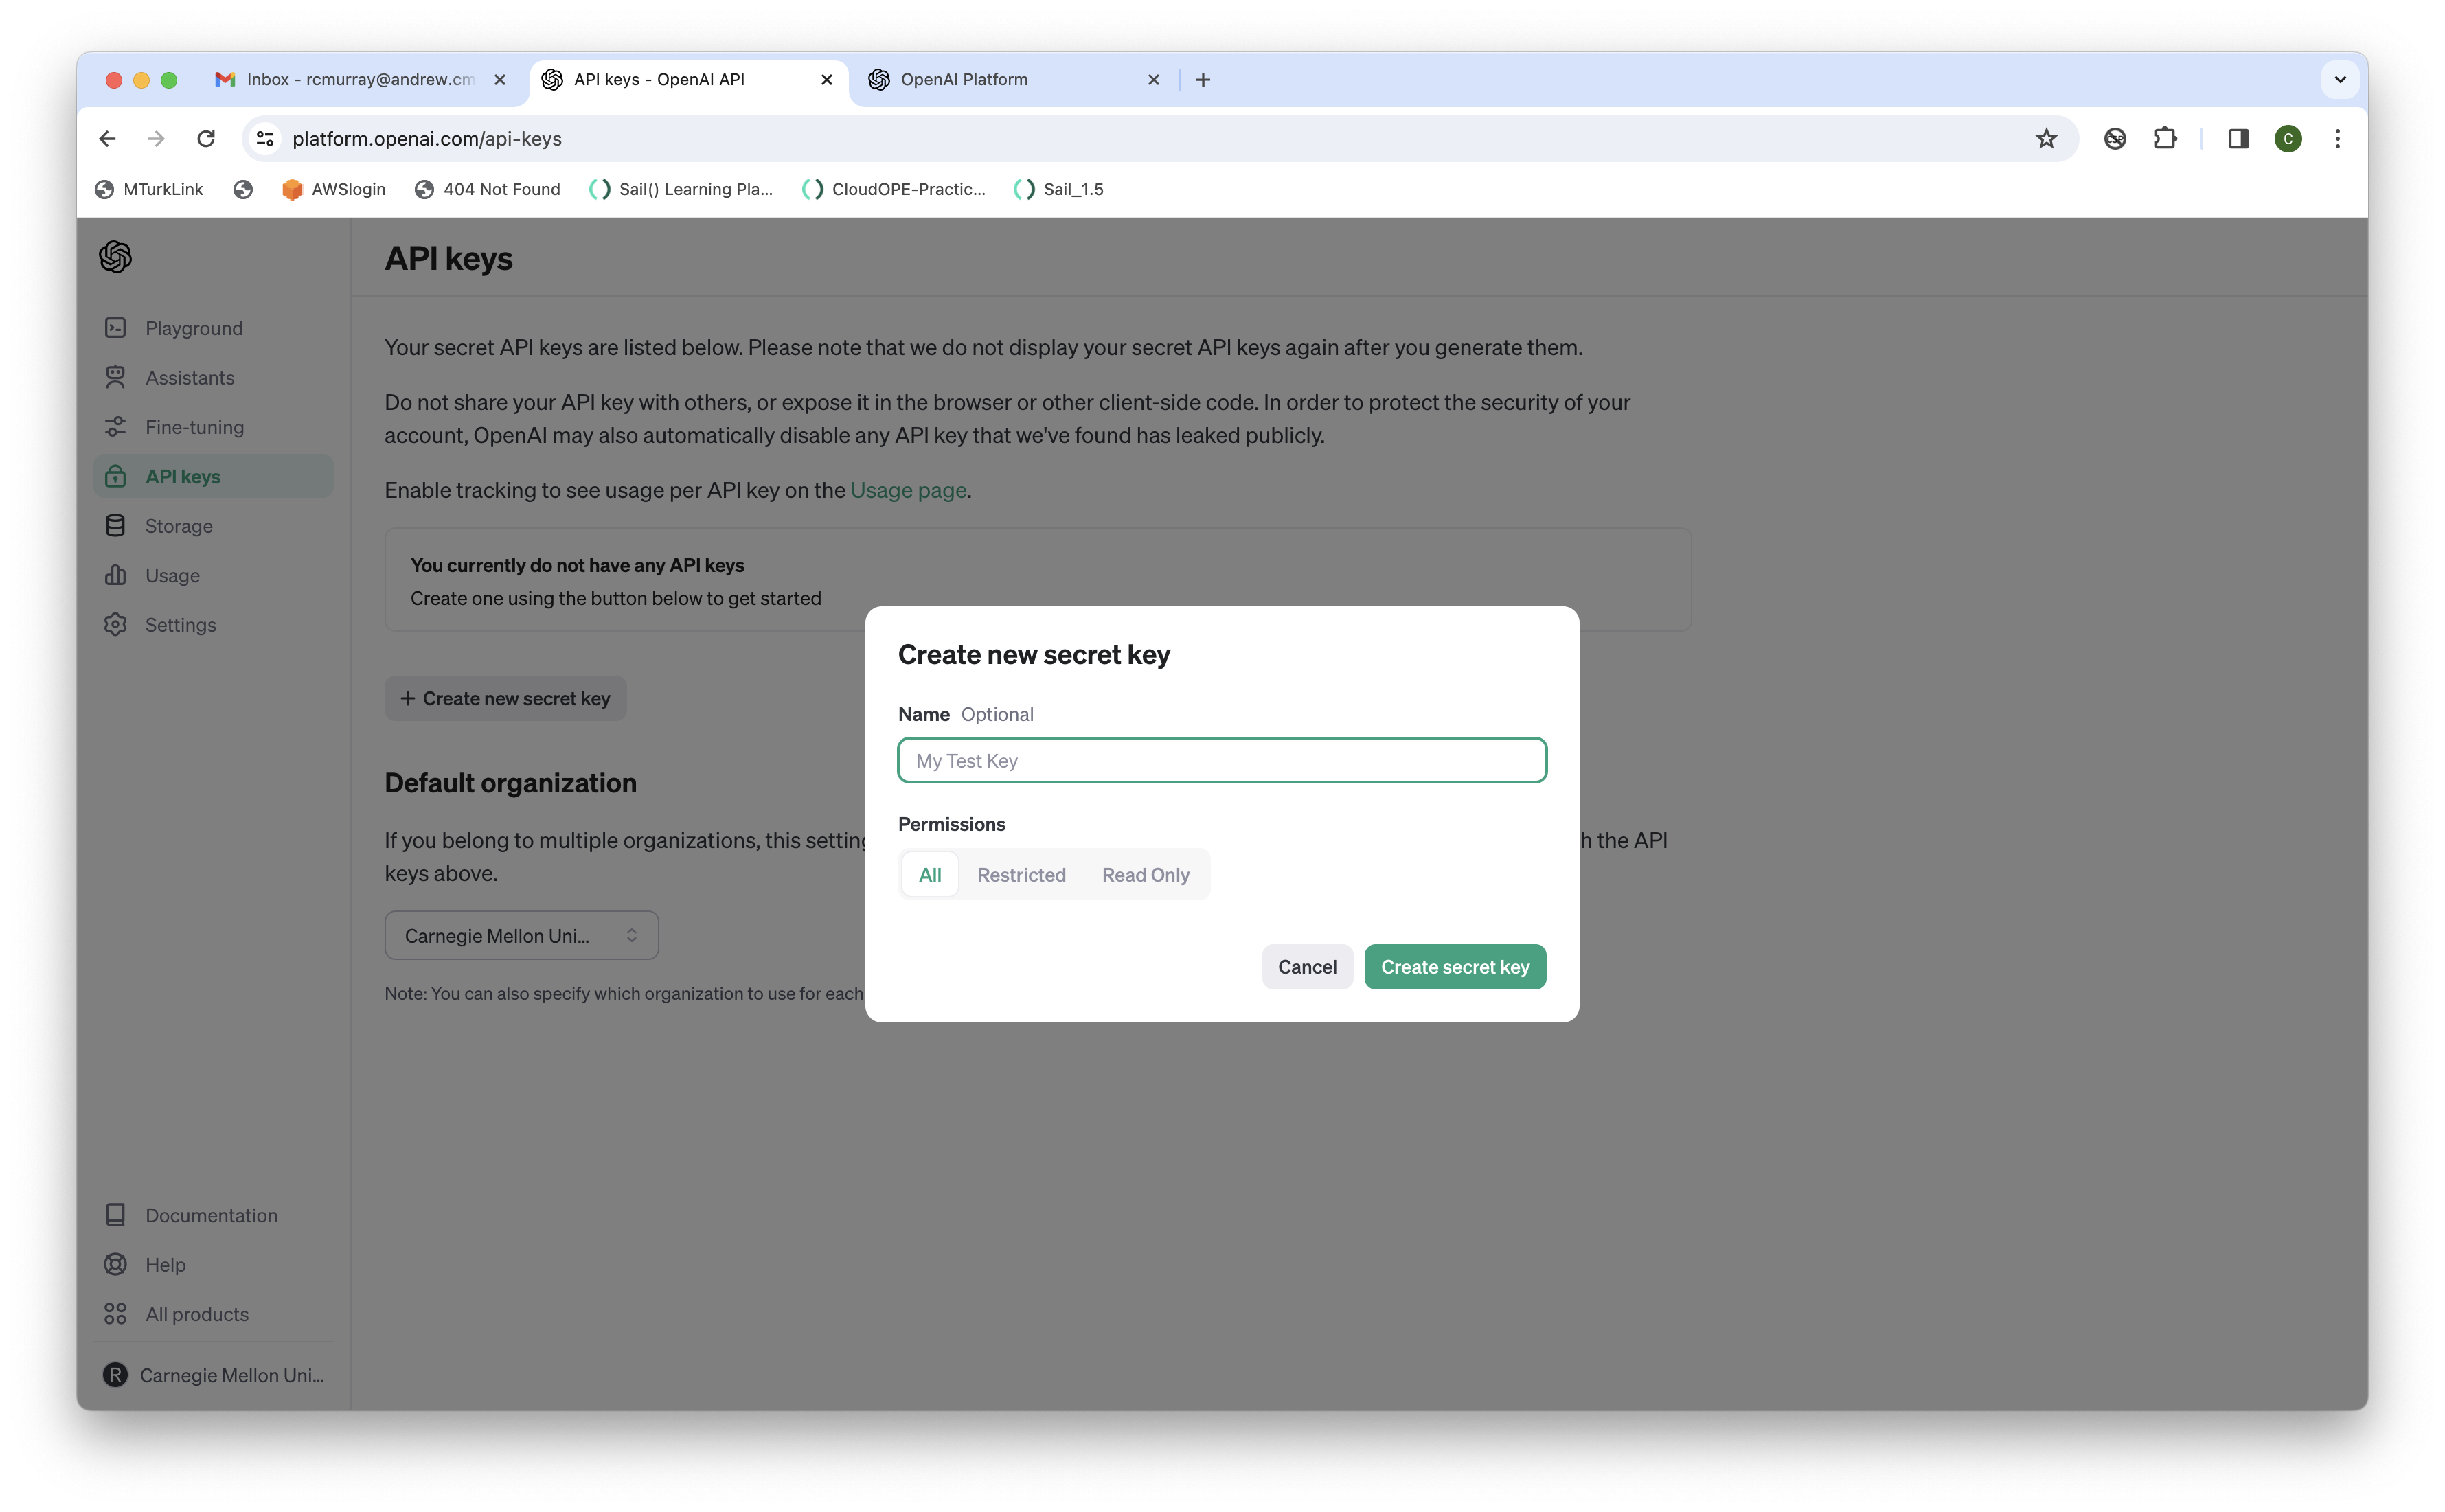 Inbox - rcmurray@andrew.cm
API keys - OpenAI API
OpenAI Platform
platform.openai.com/api-keys
C
MTurkLink
AWSlogin
404 Not Found
Sail() Learning Pla...
CloudOPE-Practic...
Sail_1.5
API keys
Playground
Assistants
Fine-tuning
API keys
Storage
Usage
Settings
Your secret API keys are listed below. Please note that we do not display your secret API keys again after you generate them.
Do not share your API key with others, or expose it in the browser or other client-side code. In order to protect the security of your
account, OpenAI may also automatically disable any API key that we've found has leaked publicly.
Enable tracking to see usage per API key on the Usage page.
You currently do not have any API keys
Create one using the button below to get started
+ Create new secret key
Default organization
If you belong to multiple organizations, this setting
h the API
keys above.
Carnegie Mellon Uni...
Note: You can also specify which organization to use for each
Create new secret key
Name Optional
My Test Key
Permissions
All Restricted Read Only
Cancel
Create secret key
Documentation
Help
All products
R Carnegie Mellon Uni...